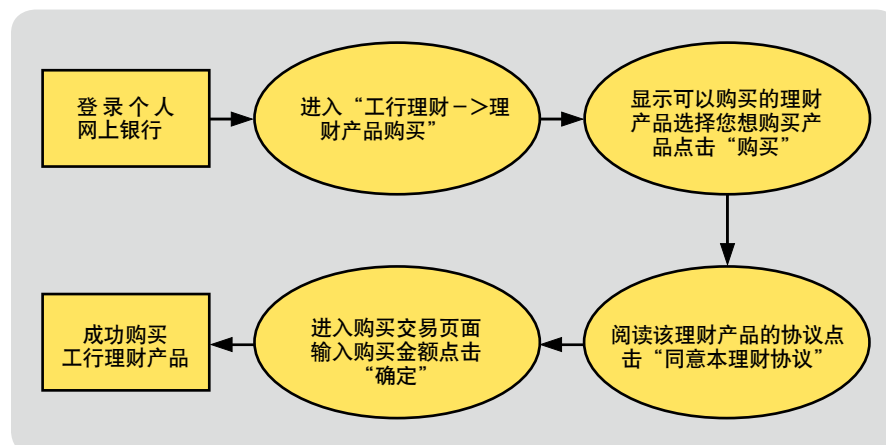 登录个人
网上银行
进入“工行理财－>理
财产品购买”
显示可以购买的理财
产品选择您想购买产
品点击“购买”
阅读该理财产品的协议点
击“同意本理财协议”
进入购买交易页面
输入购买金额点击
“确定”
成功购买
工行理财产品